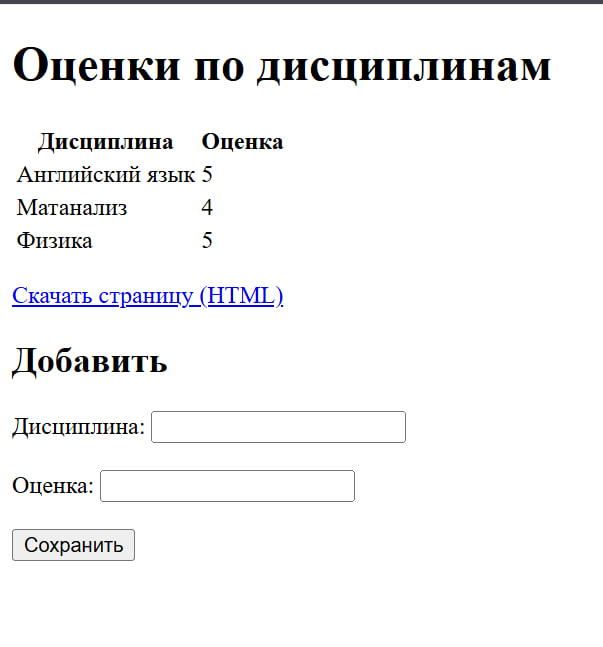 Оценки по дисциплинам
Дисциплина Оценка
Английский язык 5
Матанализ 4
Физика 5
Скачать страницу (HTML)
Добавить
Дисциплина:
Оценка:
Сохранить